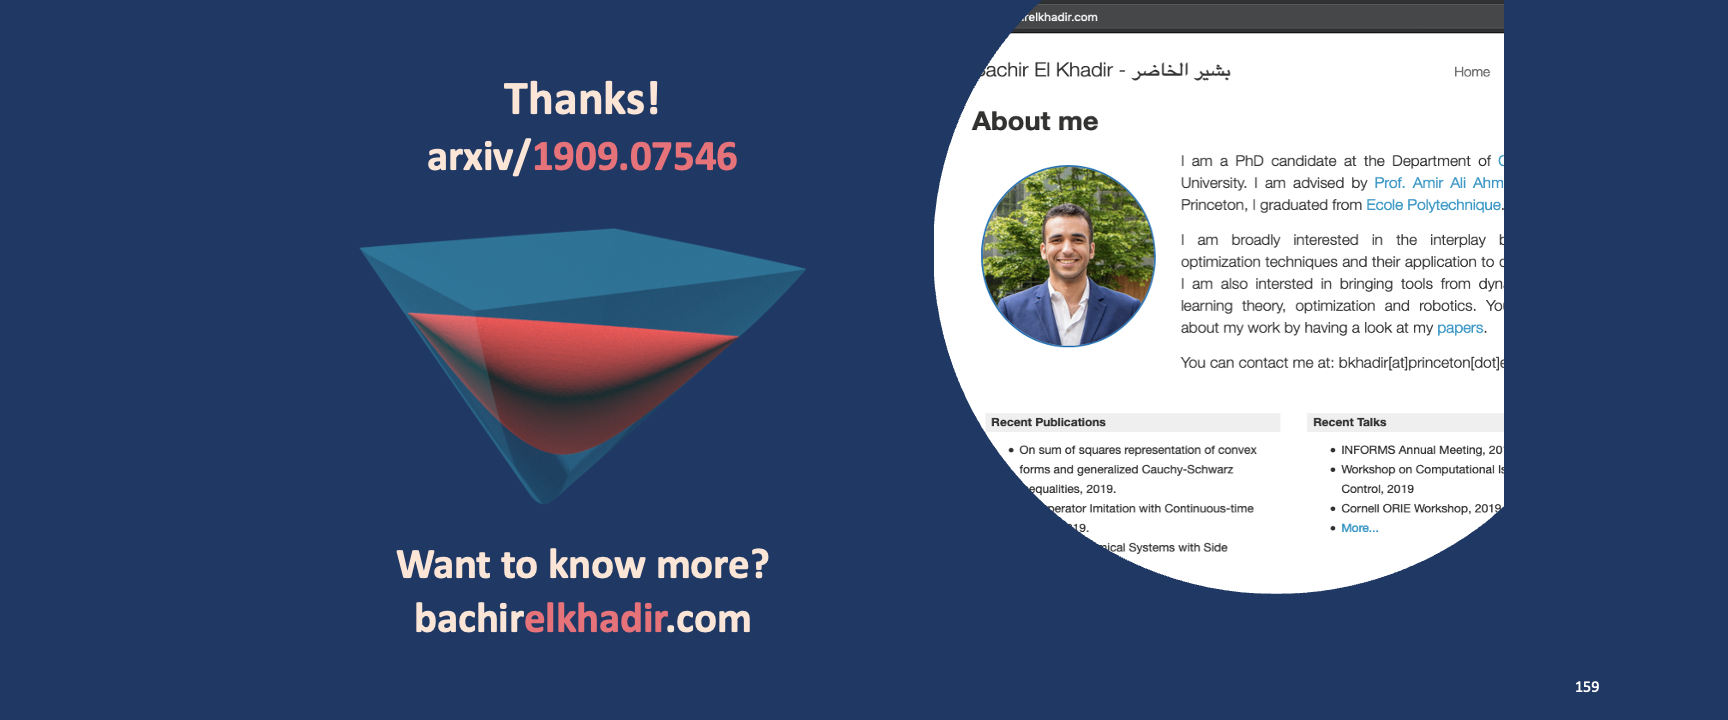 Thanks!
arxiv/1909.07546
Want to know more?
bachirelkhadir.com
relkhadir.com
Bachir El Khadir - بشير الخاضر
Home
About me
I am a PhD candidate at the Department of
University. I am advised by Prof. Amir Ali Ahm
Princeton, I graduated from Ecole Polytechnique.
I am broadly interested in the interplay b
optimization techniques and their application to
I am also intersted in bringing tools from dyn
learning theory, optimization and robotics. You
about my work by having a look at my papers.
You can contact me at: bkhadir[at]princeton[dot]e
Recent Publications
• On sum of squares representation of convex
forms and generalized Cauchy-Schwarz
equalities, 2019.
perator Imitation with Continuous-time
19.
mical Systems with Side
Recent Talks
• INFORMS Annual Meeting, 20
• Workshop on Computational Is
Control, 2019
• Cornell ORIE Workshop, 2019
• More...
159